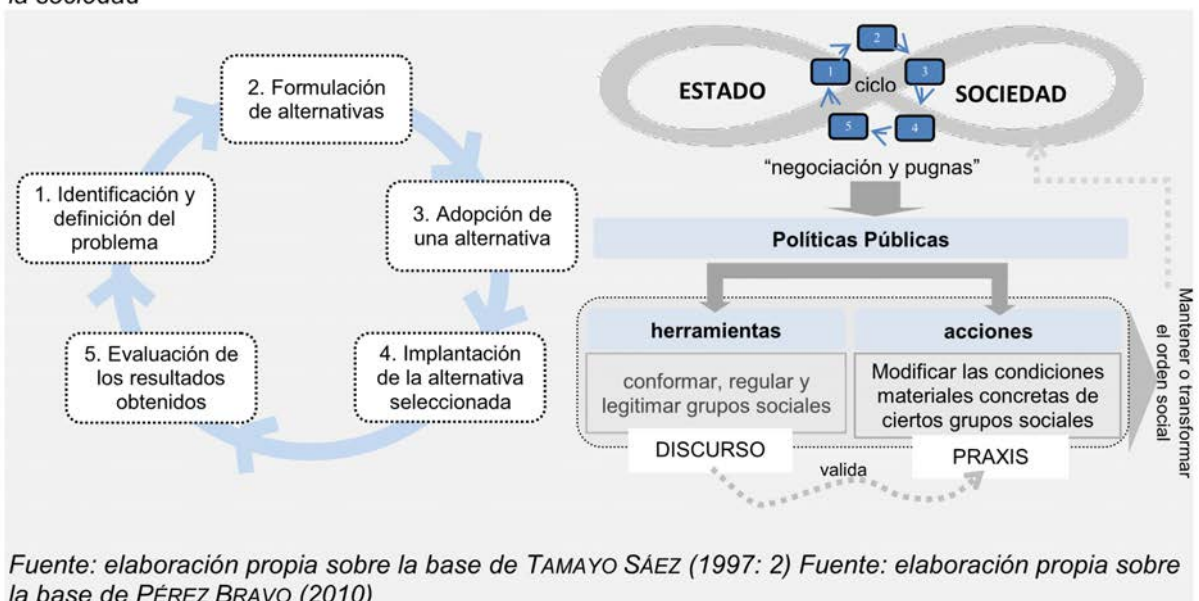 la sociedad
2. Formulación
de alternativas
1. Identificación y
definición del
problema
3. Adopción de
una alternativa
5. Evaluación de
los resultados
obtenidos
4. Implantación
de la alternativa
seleccionada
ESTADO
1
2
3
4
5
ciclo
SOCIEDAD
“negociación y pugnas”
Políticas Públicas
herramientas
conformar, regular y
legitimar grupos sociales
DISCURSO
acciones
Modificar las condiciones
materiales concretas de
ciertos grupos sociales
PRAXIS
valida
Mantener o transformar
el orden social
Fuente: elaboración propia sobre la base de TAMAYO SÁEZ (1997: 2) Fuente: elaboración propia sobre
la base de PÉREZ BRAVO (2010)